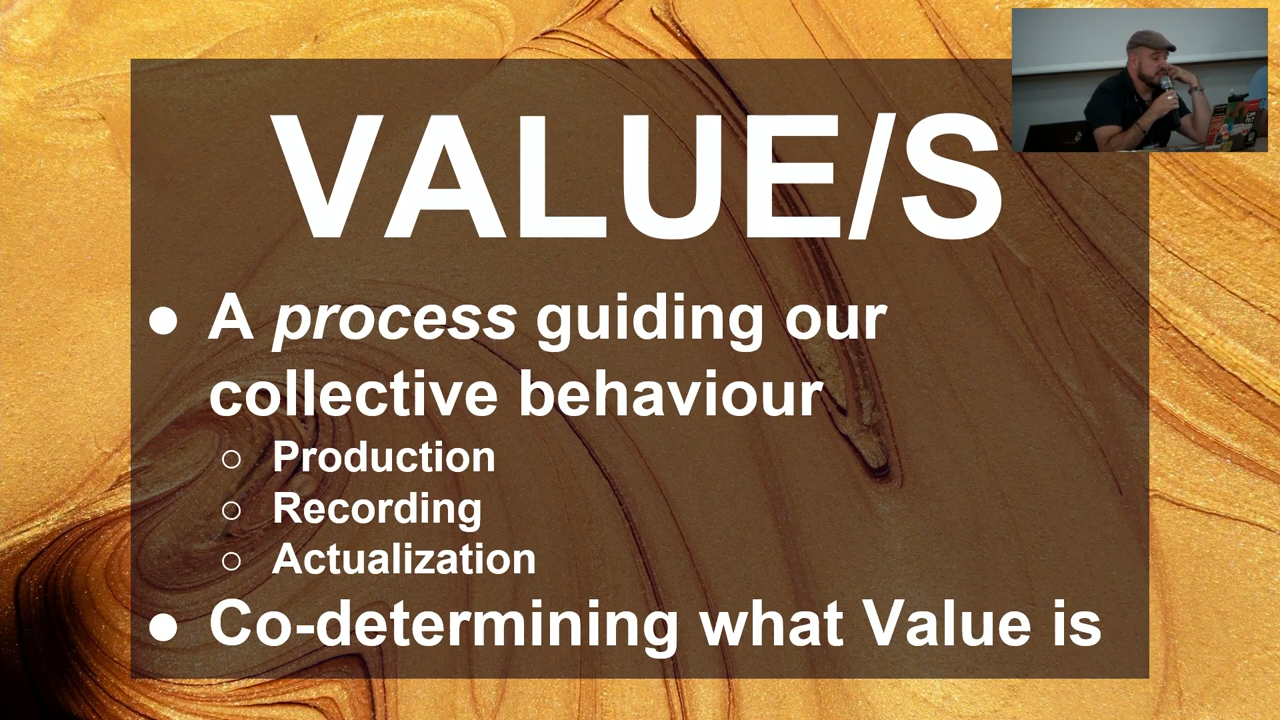 VALUE/S
● A process guiding our
collective behaviour
○ Production
○ Recording
○ Actualization
● Co-determining what Value is